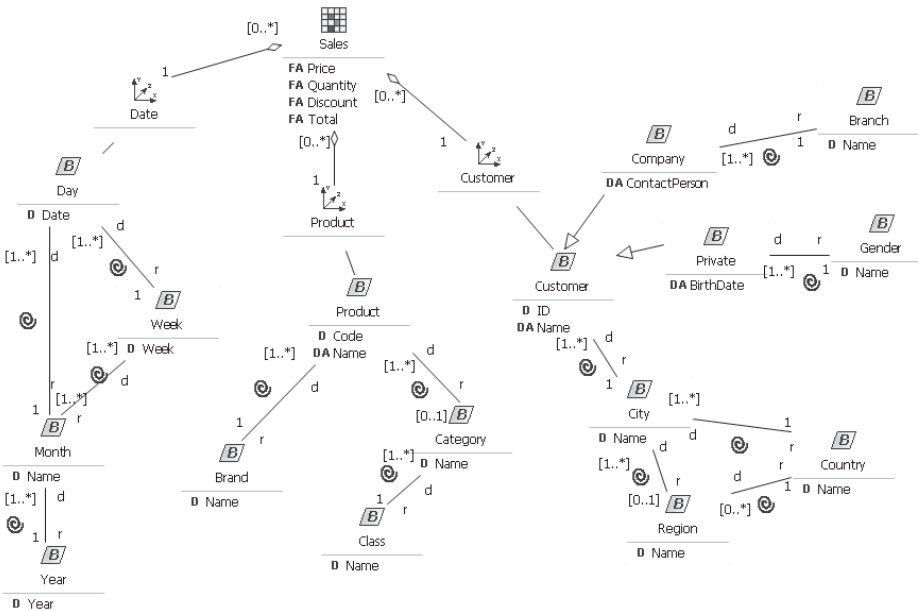 [0..*]
Sales
1
FA Price
FA Quantity
FA Discount
FA Total
[0..*]
Date
[0..*]
1
Customer
Company
DA ContactPerson
d
r
[1..*]
1
Branch
D Name
Day
D Date
1
Product
[1..*]
d
d
[1..*]
r
1
Week
D Week
Private
DA BirthDate
d
r
[1..*]
1
Gender
D Name
Customer
D ID
DA Name
Product
D Code
DA Name
[1..*]
d
r
1
[1..*]
d
r
[1..*]
1
r
[1..*]
d
1
r
Month
D Name
[1..*]
d
1
r
Brand
D Name
d
[1..*]
r
[0..1]
Category
D Name
City
D Name
[1..*]
d
1
r
Country
D Name
[1..*]
d
r
[0..1]
Region
D Name
r
d
1
[0..*]
[1..*]
d
1
r
Class
D Name
Year
D Year